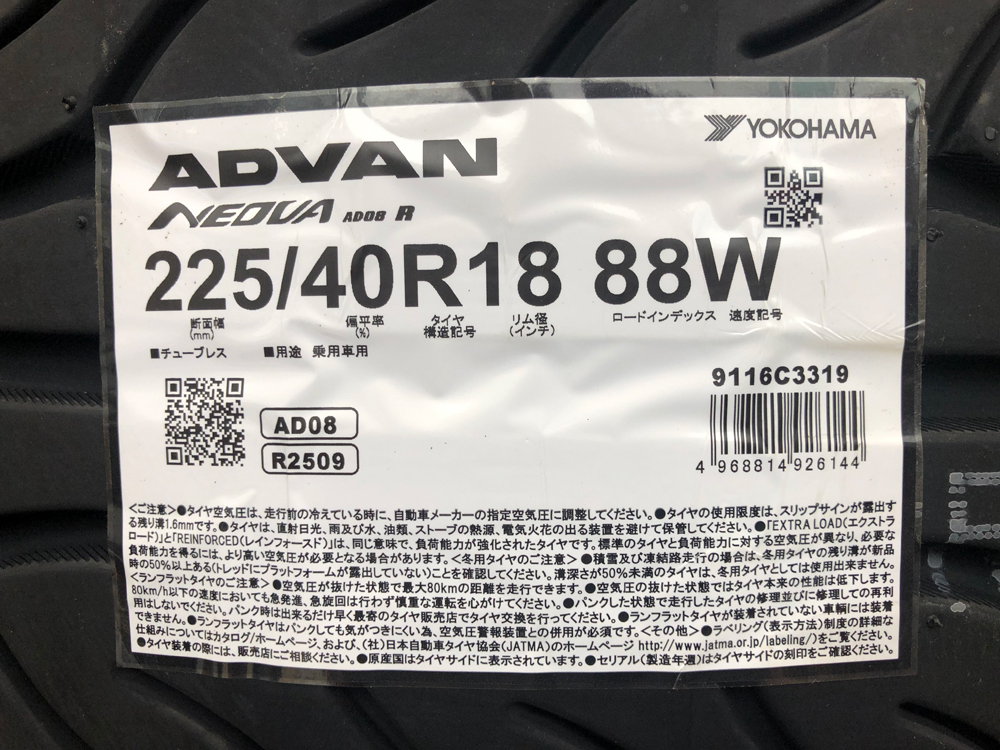 YOKOHAMA
ADVAN
NEOVA AD08 R
225/40R18 88W
断面幅 (mm) 偏平率 (%) タイヤ 構造記号 リム径 (インチ) ロードインデックス 速度記号
■チューブレス ■用途 乗用車用
9116C3319
AD08
R2509
4 968814 926144
<ご注意>●タイヤ空気圧は、走行前の冷えている時に、自動車メーカーの指定空気圧に調整してください。●タイヤの使用限度は、スリップサインが露出す
る残り溝1.6mmです。●タイヤは、直射日光、雨及び水、油類、ストーブの熱源、電気火花の出る装置を避けて保管してください。●「EXTRA LOAD(エクストラ
ロード)」と「REINFORCED(レインフォースド)」は、同じ意味で、負荷能力が強化されたタイヤです。標準のタイヤと負荷能力に対する空気圧が異なり、必要な
負荷能力を得るには、より高い空気圧が必要となる場合があります。<冬用タイヤのご注意>●積雪及び凍結路走行の場合は、冬用タイヤの残り溝が新品
時の50%以上ある(トレッドにプラットフォームが露出していない)ことを確認してください。溝深さが50%未満のタイヤは、冬用タイヤとしては使用出来ません。
<ランフラットタイヤのご注意>●空気圧が抜けた状態で最大80kmの距離を走行できます。●空気圧の抜けた状態ではタイヤ本来の性能は低下します。
80km/h以下の速度においても急発進、急旋回は行わず慎重な運転を心がけてください。●パンクした状態で走行したタイヤの修理並びに修理しての再利
用はしないでください。パンク時は出来るだけ早く最寄のタイヤ販売店でタイヤ交換を行ってください。●ランフラットタイヤが装着されていない車輌には装着
できません。●ランフラットタイヤはパンクしても気がつきにくい為、空気圧警報装置との併用が必須です。<その他>●ラベリング(表示方法)制度の詳細な
仕組みについてはカタログ/ホームページ、および、(社)日本自動車タイヤ協会(JATMA)のホームページ http://www.jatma.or.jp/labeling/)をご覧ください。
●タイヤ装着の際には、販売店にご相談ください。●原産国はタイヤサイドに表示されています。●セリアル(製造年週)はタイヤサイドの刻印をご確認ください。